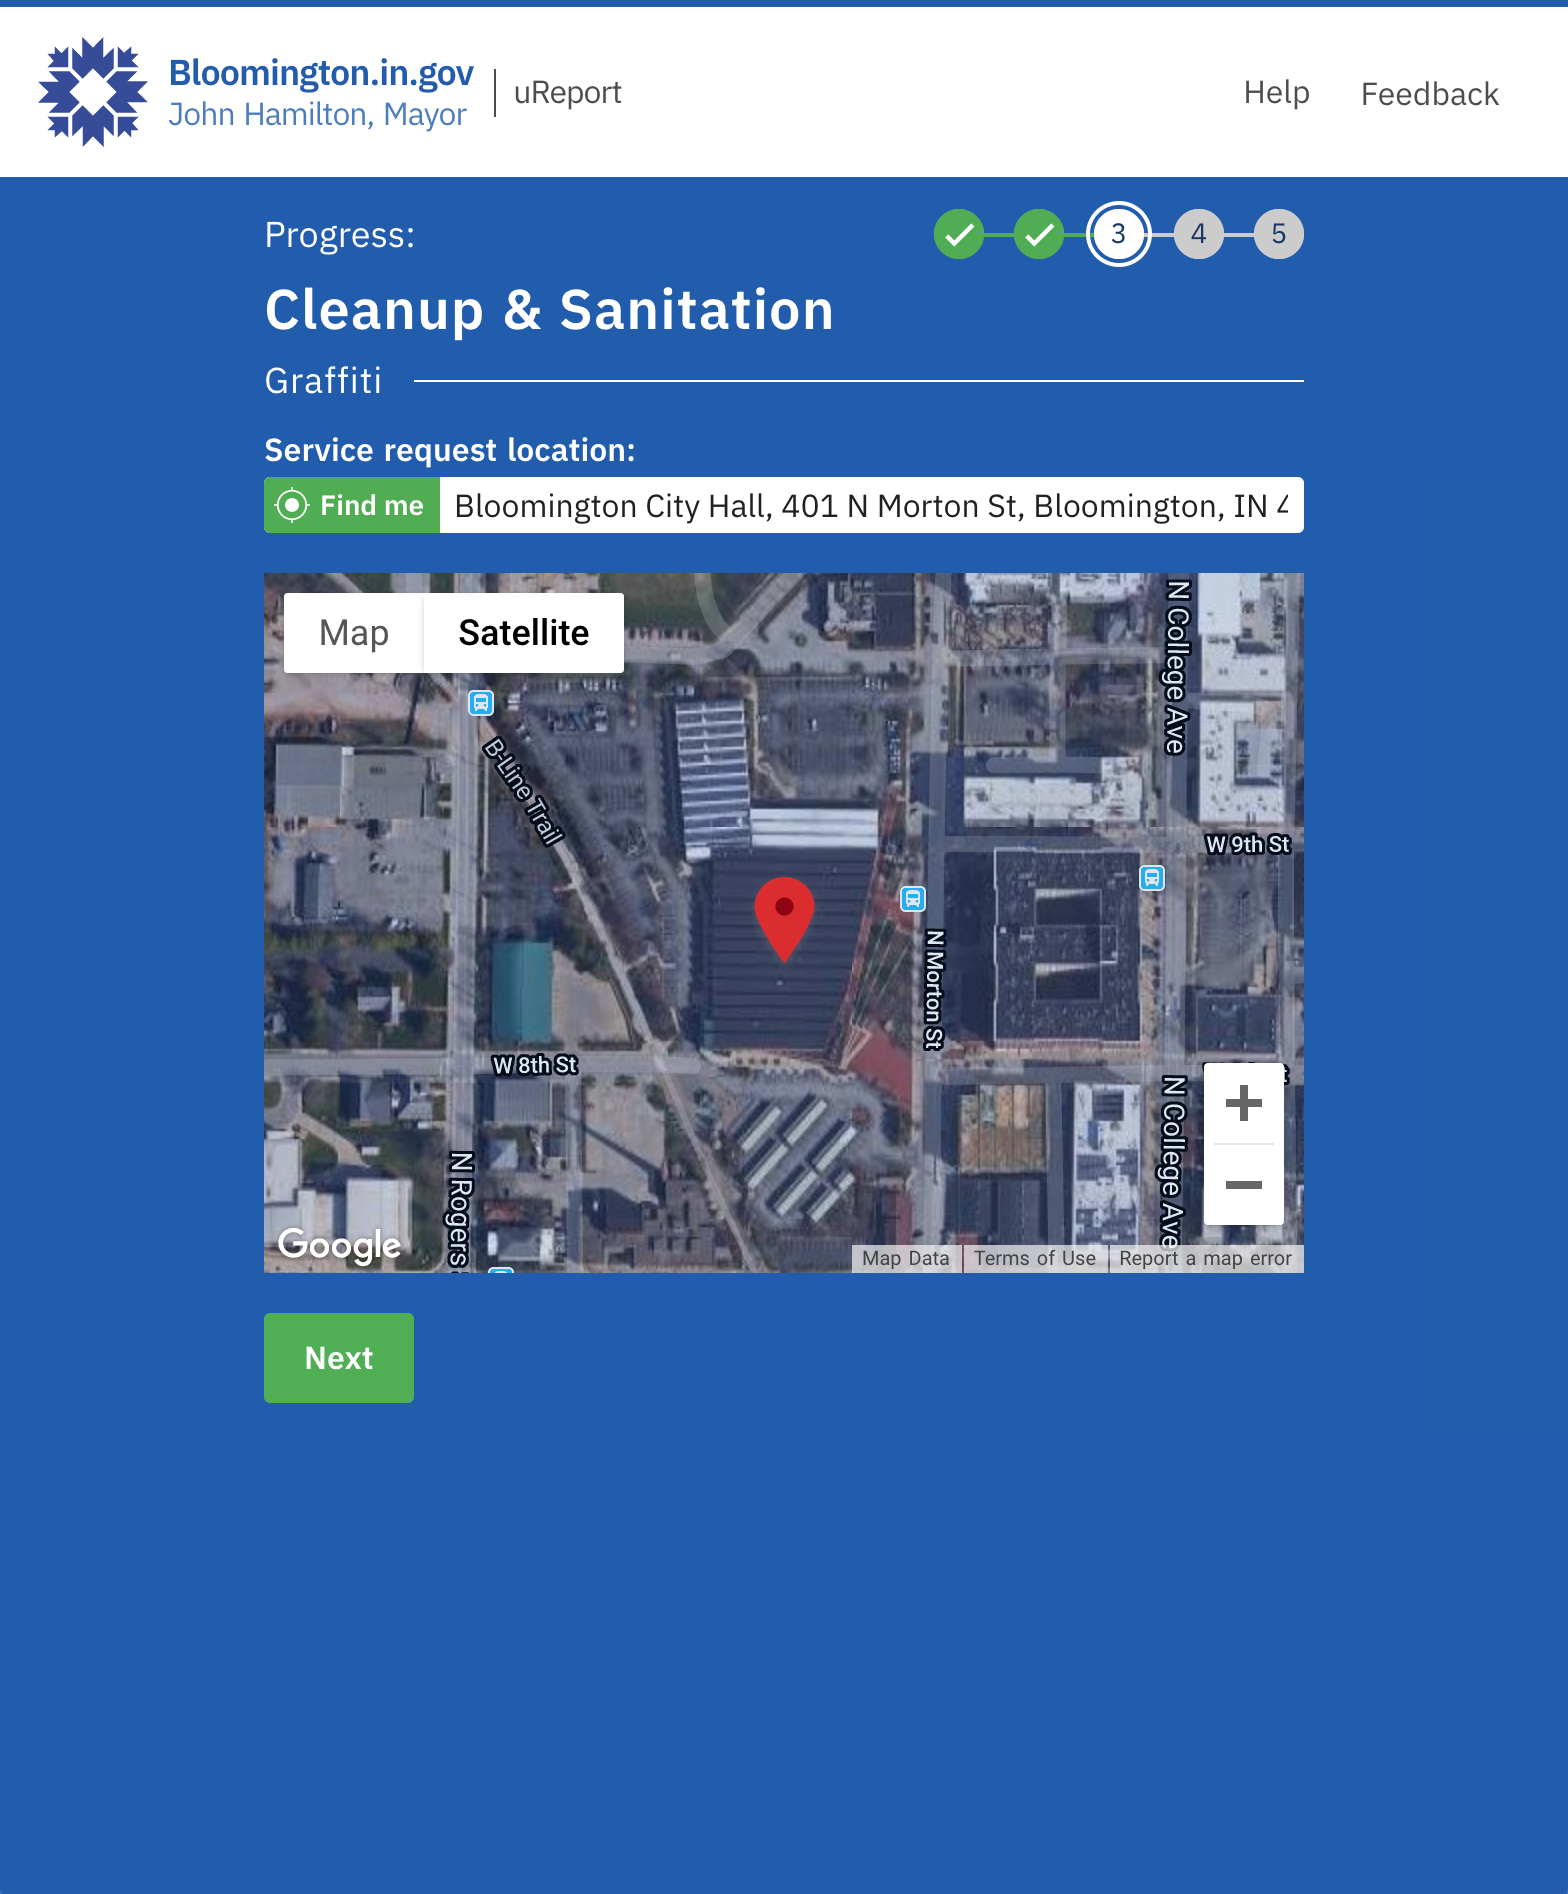 Bloomington.in.gov
John Hamilton, Mayor
uReport
Help
Feedback
Progress:
3
4
5
Cleanup & Sanitation
Graffiti
Service request location:
Find me
Bloomington City Hall, 401 N Morton St, Bloomington, IN
Map
Satellite
N College Ave
B-Line Trail
W 9th St
N Morton St
W 8th St
N College Ave
N Rogers
Google
Map Data
Terms of Use
Report a map error
Next